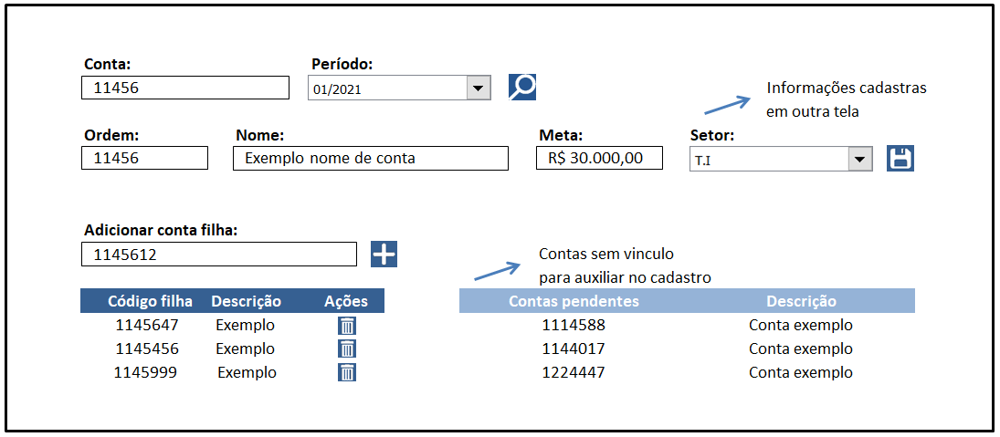 Conta: Período:
11456 01/2021
Informações cadastras
em outra tela
Ordem: Nome: Meta: Setor:
11456 Exemplo nome de conta R$ 30.000,00 T.I
Adicionar conta filha:
1145612
Contas sem vinculo
para auxiliar no cadastro
Código filha Descrição Ações Contas pendentes Descrição
1145647 Exemplo 1114588 Conta exemplo
1145456 Exemplo 1144017 Conta exemplo
1145999 Exemplo 1224447 Conta exemplo